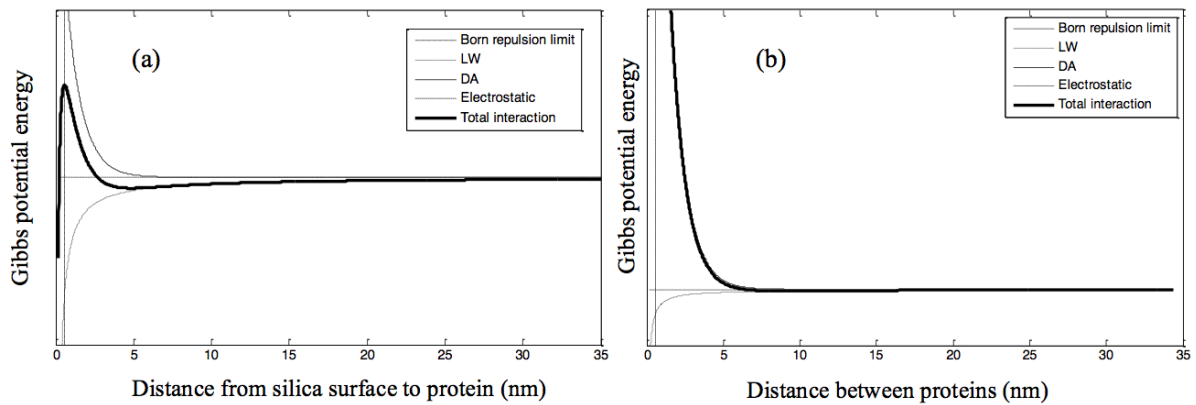 (a)
Born repulsion limit
LW
DA
Electrostatic
Total interaction
Gibbs potential energy
0 5 10 15 20 25 30 35
Distance from silica surface to protein (nm)
(b)
Born repulsion limit
LW
DA
Electrostatic
Total interaction
Gibbs potential energy
0 5 10 15 20 25 30 35
Distance between proteins (nm)